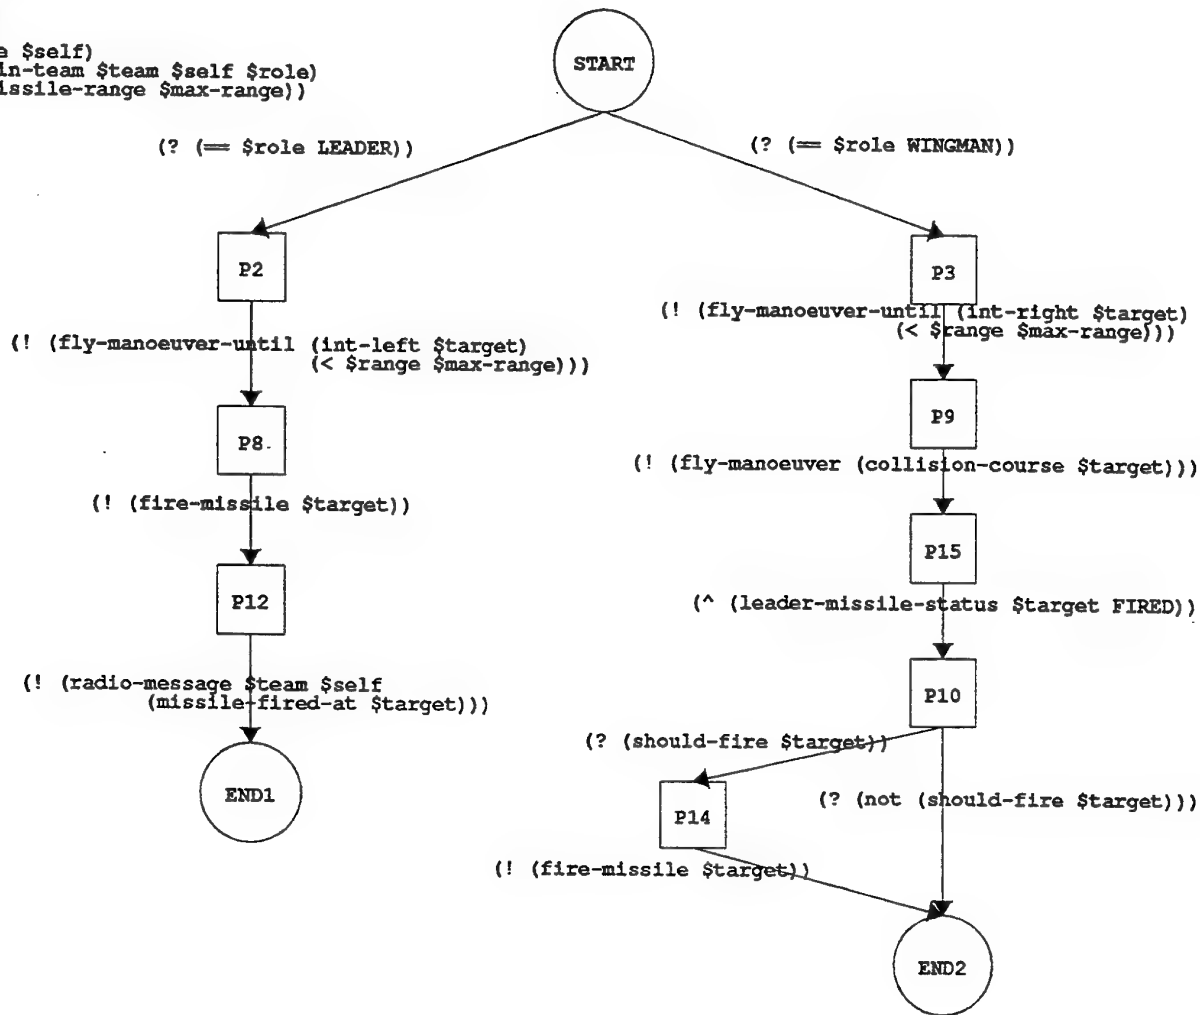 e $self)
in-team $team $self $role)
issile-range $max-range))
START
(? (== $role LEADER))
(? (== $role WINGMAN))
P2
P3
(! (fly-manoeuver-until (int-left $target)
(< $range $max-range)))
(! (fly-manoeuver-until (int-right $target)
(< $range $max-range)))
P8
P9
(! (fire-missile $target))
(! (fly-manoeuver (collision-course $target)))
P15
P12
(^ (leader-missile-status $target FIRED))
(! (radio-message $team $self
(missile-fired-at $target)))
P10
END1
(? (should-fire $target))
(? (not (should-fire $target)))
P14
(! (fire-missile $target))
END2